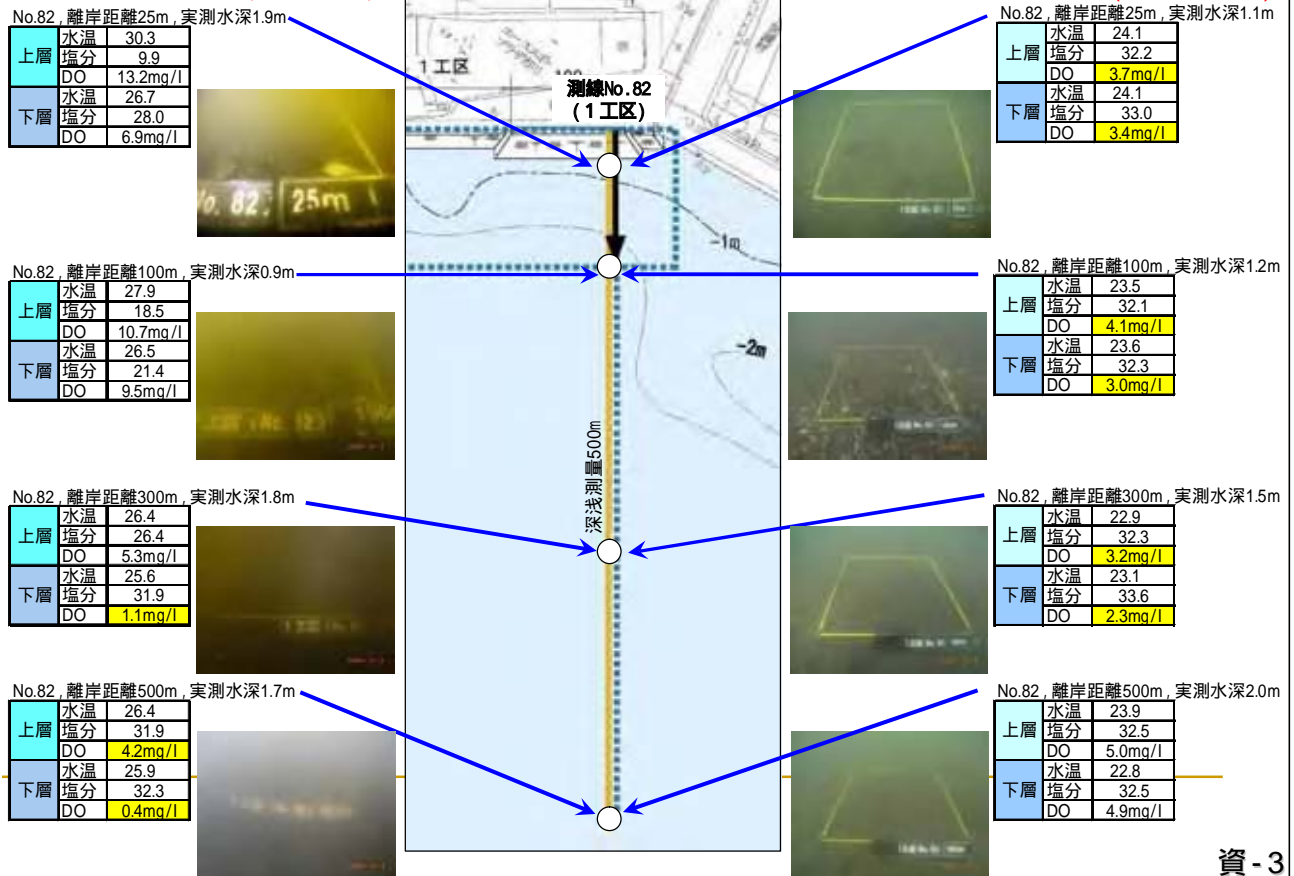 No.82,離岸距離25m,実測水深1.9m
上層
水温 30.3
塩分 9.9
DO 13.2mg/l
下層
水温 26.7
塩分 28.0
DO 6.9mg/l
No.82,離岸距離100m,実測水深0.9m
上層
水温 27.9
塩分 18.5
DO 10.7mg/l
下層
水温 26.5
塩分 21.4
DO 9.5mg/l
No.82,離岸距離300m,実測水深1.8m
上層
水温 26.4
塩分 26.4
DO 5.3mg/l
下層
水温 25.6
塩分 31.9
DO 1.1mg/l
No.82,離岸距離500m,実測水深1.7m
上層
水温 26.4
塩分 31.9
DO 4.2mg/l
下層
水温 25.9
塩分 32.3
DO 0.4mg/l
o. 82. 25m
1工区
測線No.82
(1工区)
-1m
-2m
深浅測量500m
No.82,離岸距離25m,実測水深1.1m
上層
水温 24.1
塩分 32.2
DO 3.7mg/l
下層
水温 24.1
塩分 33.0
DO 3.4mg/l
No.82,離岸距離100m,実測水深1.2m
上層
水温 23.5
塩分 32.1
DO 4.1mg/l
下層
水温 23.6
塩分 32.3
DO 3.0mg/l
No.82,離岸距離300m,実測水深1.5m
上層
水温 22.9
塩分 32.3
DO 3.2mg/l
下層
水温 23.1
塩分 33.6
DO 2.3mg/l
No.82,離岸距離500m,実測水深2.0m
上層
水温 23.9
塩分 32.5
DO 5.0mg/l
下層
水温 22.8
塩分 32.5
DO 4.9mg/l
資-3